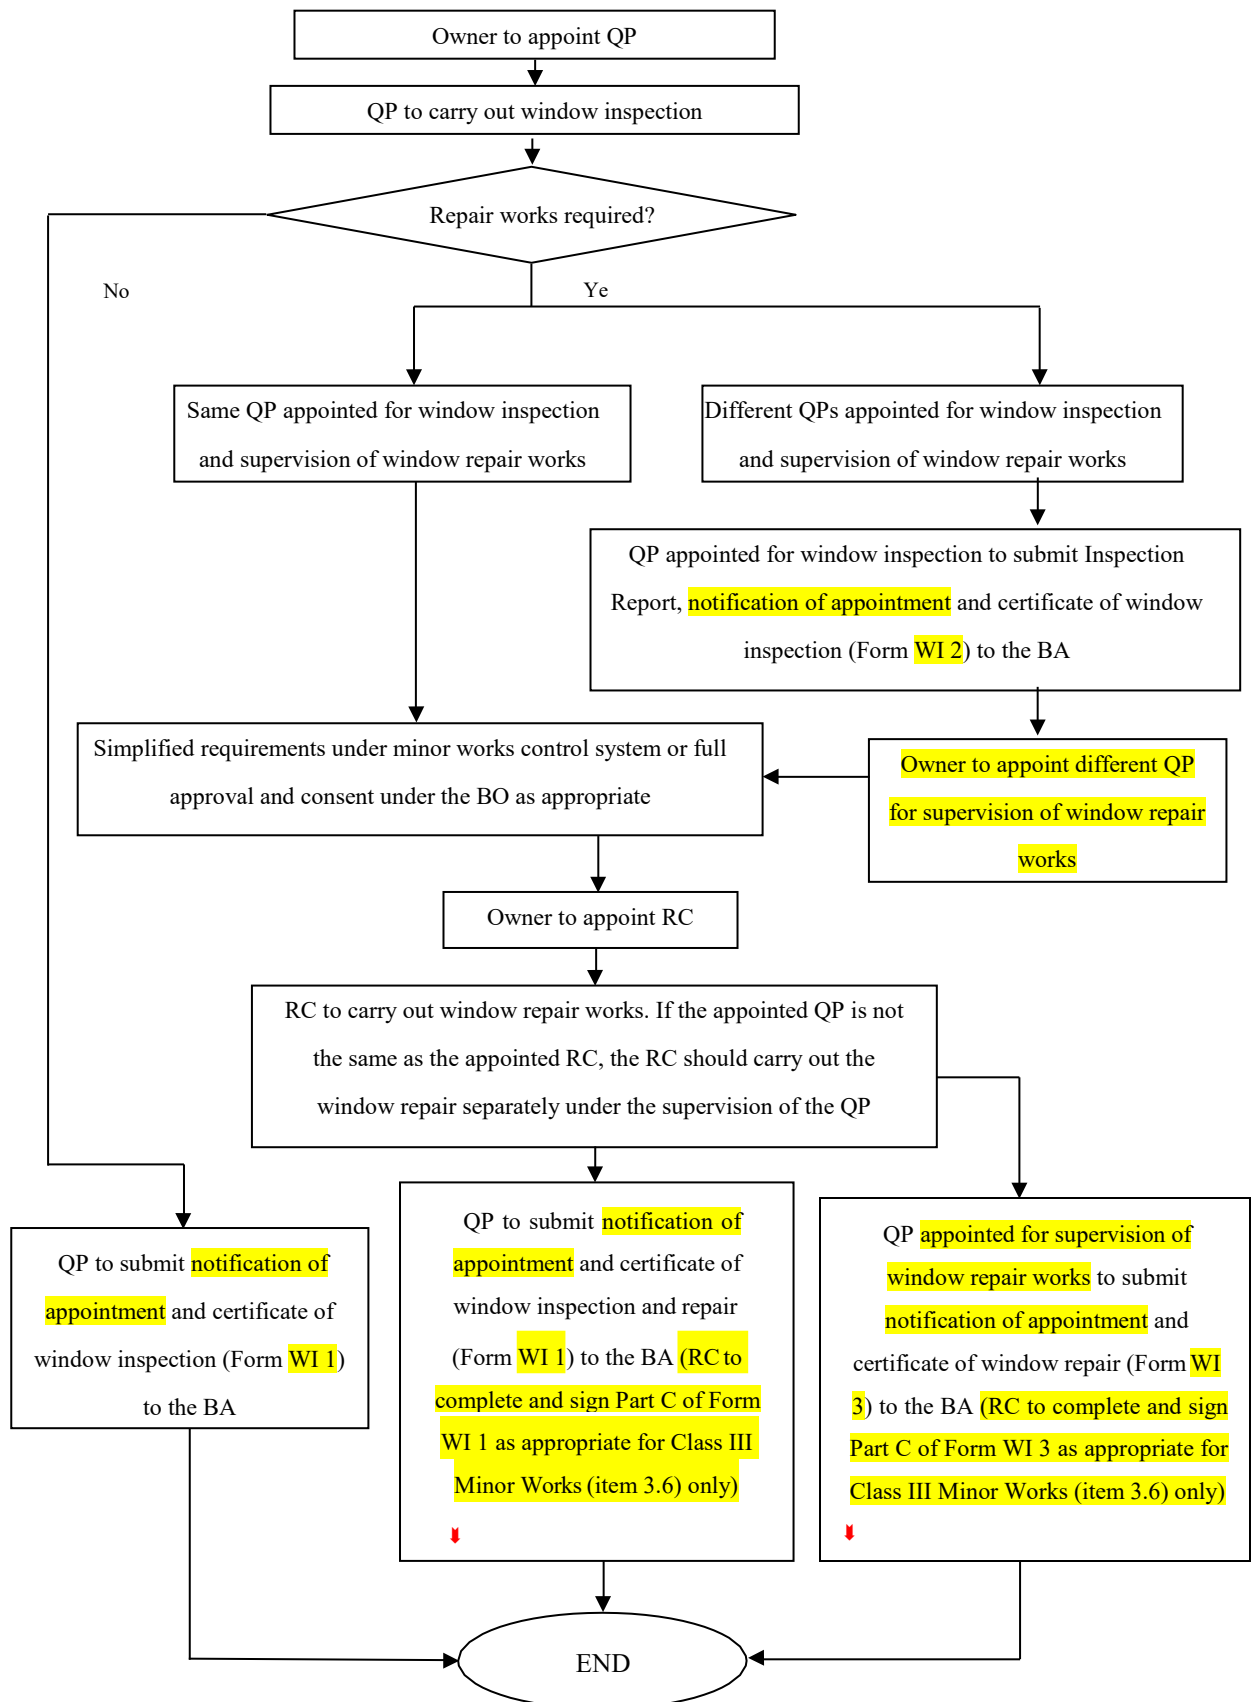 Owner to appoint QP
QP to carry out window inspection
Repair works required?
No
Ye
Same QP appointed for window inspection
and supervision of window repair works
Different QPs appointed for window inspection
and supervision of window repair works
QP appointed for window inspection to submit Inspection
Report, notification of appointment and certificate of window
inspection (Form WI 2) to the BA
Simplified requirements under minor works control system or full
approval and consent under the BO as appropriate
Owner to appoint different QP
for supervision of window repair
works
Owner to appoint RC
RC to carry out window repair works. If the appointed QP is not
the same as the appointed RC, the RC should carry out the
window repair separately under the supervision of the QP
QP to submit notification of
appointment and certificate of
window inspection (Form WI 1)
to the BA
QP to submit notification of
appointment and certificate of
window inspection and repair
(Form WI 1) to the BA (RC to
complete and sign Part C of Form
WI 1 as appropriate for Class III
Minor Works (item 3.6) only)
QP appointed for supervision of
window repair works to submit
notification of appointment and
certificate of window repair (Form WI
3) to the BA (RC to complete and sign
Part C of Form WI 3 as appropriate for
Class III Minor Works (item 3.6) only)
END